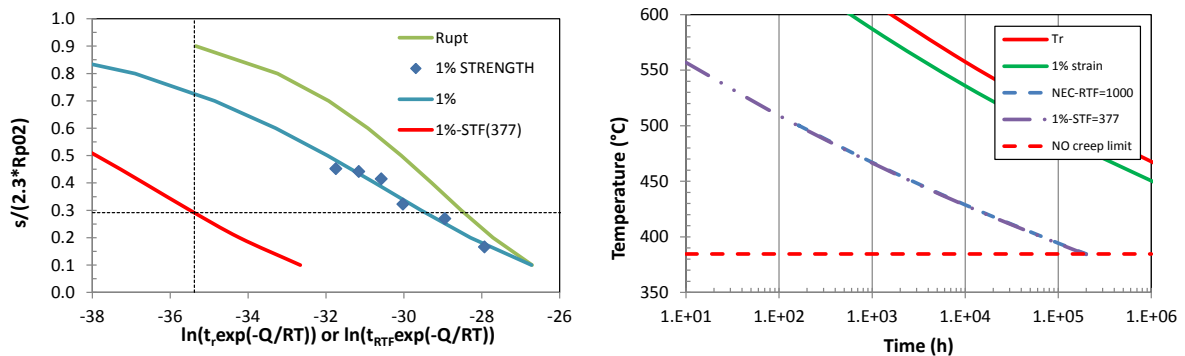 1.0
0.9
0.8
0.7
0.6
0.5
0.4
0.3
0.2
0.1
0.0
s/(2.3*Rp02)
Rupt
1% STRENGTH
1%
1%-STF(377)
-38
-36
-34
-32
-30
-28
-26
ln(trexp(-Q/RT)) or ln(tRTFexp(-Q/RT))
600
550
500
450
400
350
Temperature (°C)
Tr
1% strain
NEC-RTF=1000
1%-STF=377
NO creep limit
1.E+01
1.E+02
1.E+03
1.E+04
1.E+05
1.E+06
Time (h)